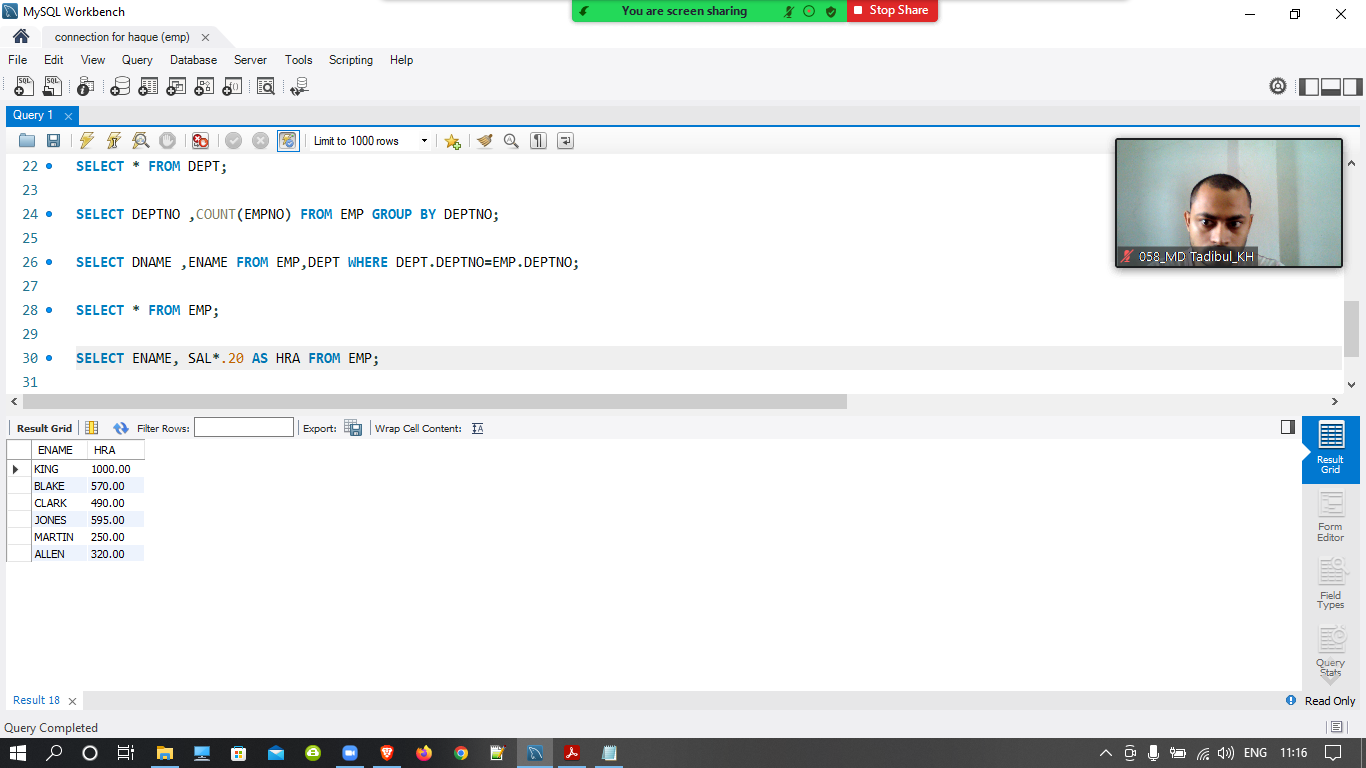 MySQL Workbench
You are screen sharing
Stop Share
connection for haque (emp)
File Edit View Query Database Server Tools Scripting Help
Query 1
Limit to 1000 rows
22 SELECT * FROM DEPT;
23
24 SELECT DEPTNO ,COUNT(EMPNO) FROM EMP GROUP BY DEPTNO;
25
26 SELECT DNAME ,ENAME FROM EMP,DEPT WHERE DEPT.DEPTNO=EMP.DEPTNO;
27
28 SELECT * FROM EMP;
29
30 SELECT ENAME, SAL*.20 AS HRA FROM EMP;
31
058_MD Tadibul_KH
Result Grid Filter Rows: Export: Wrap Cell Content:
ENAME HRA
KING 1000.00
BLAKE 570.00
CLARK 490.00
JONES 595.00
MARTIN 250.00
ALLEN 320.00
Result
Grid
Form
Editor
Field
Types
Query
Stats
Result 18
Read Only
Query Completed
ENG 11:16